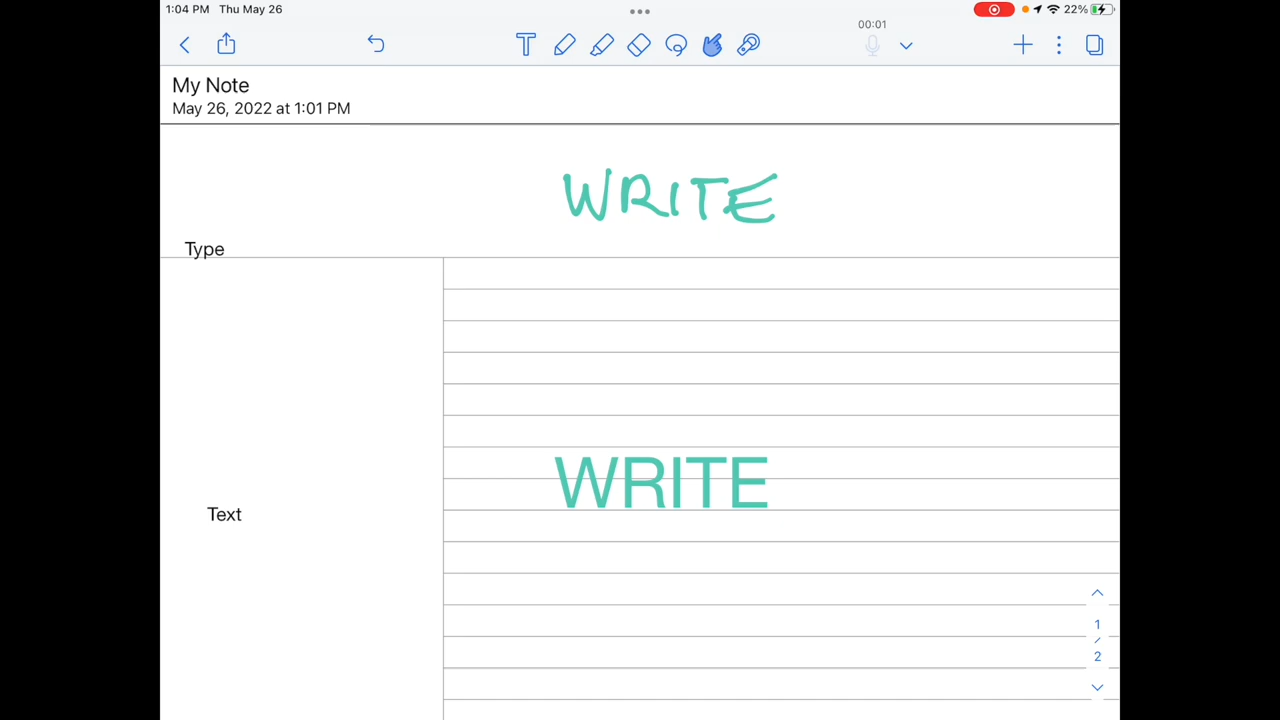 1:04 PM Thu May 26
22%
00:01
T
My Note
May 26, 2022 at 1:01 PM
WRITE
Type
WRITE
Text
1
/
2